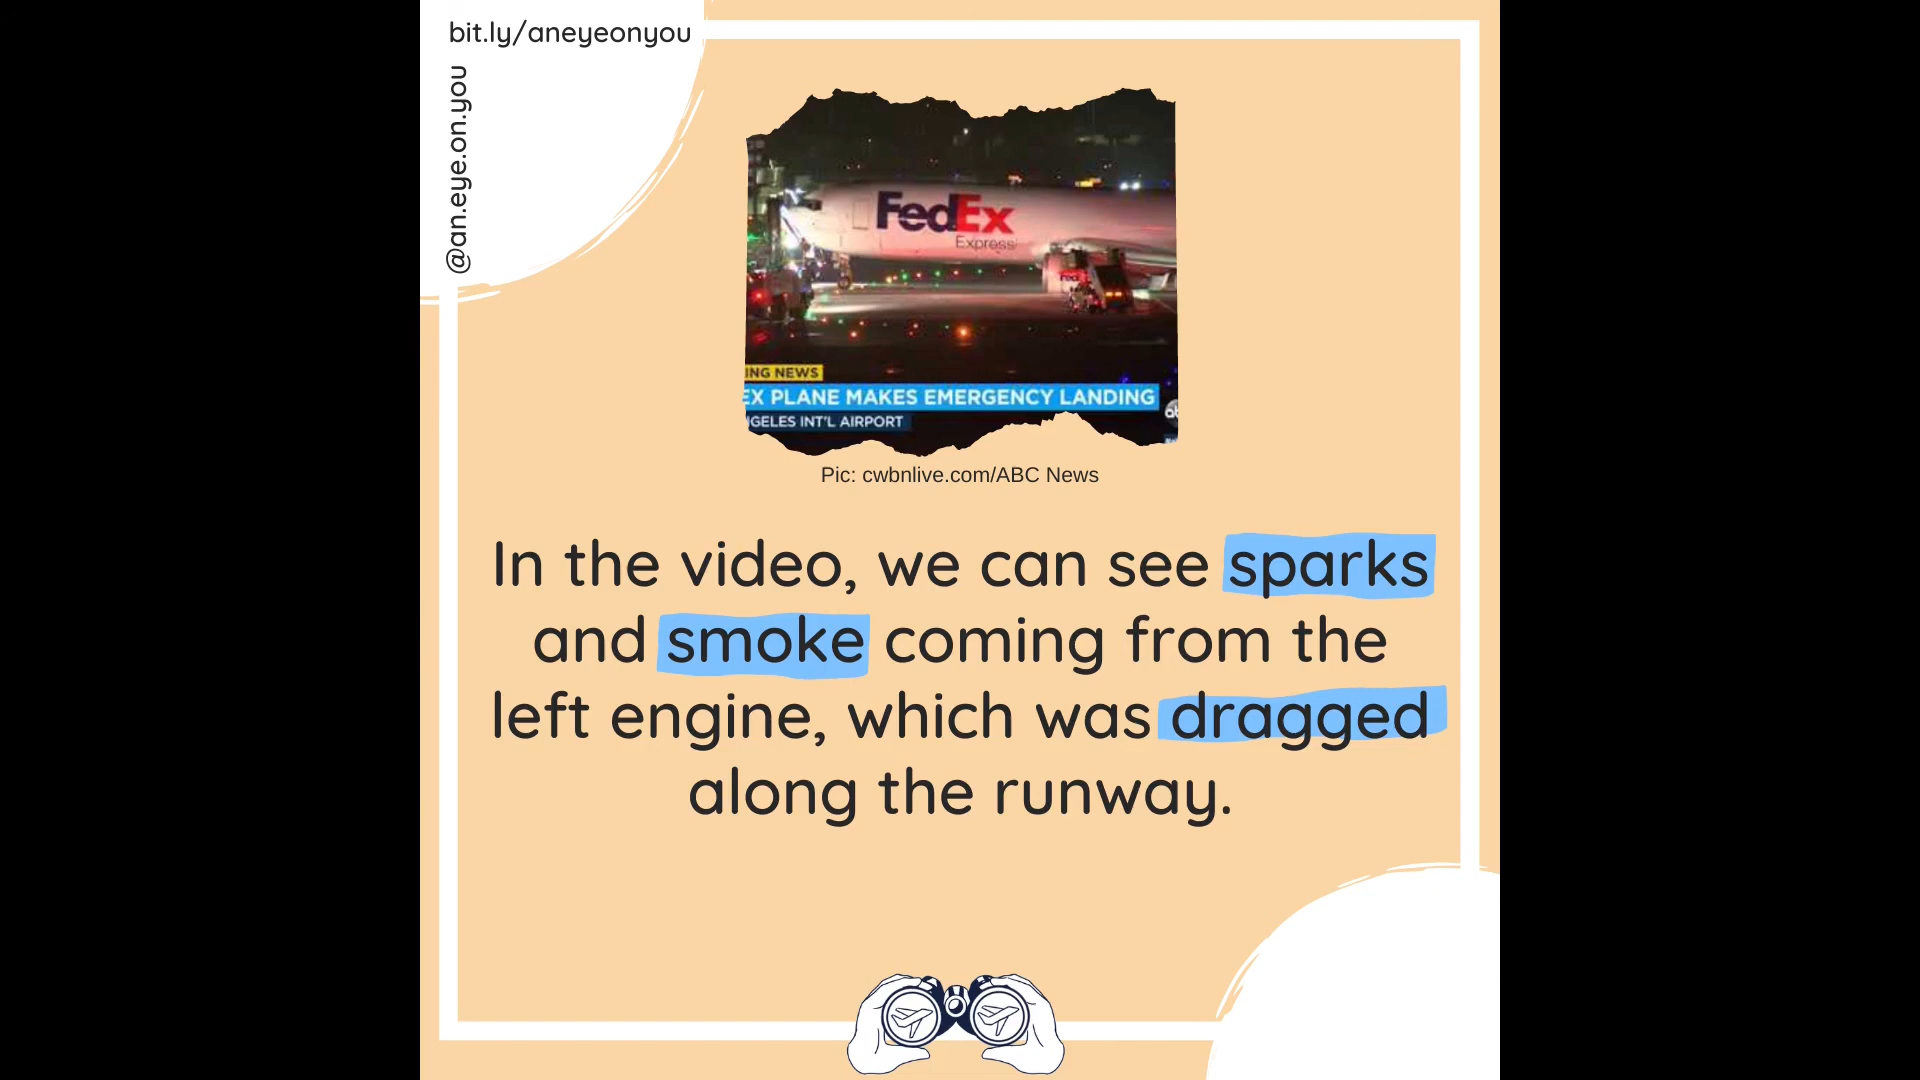 bit.ly/aneyeonyou
@an.eye.on.you
FedEx
Express
ING NEWS
EX PLANE MAKES EMERGENCY LANDING
NGELES INT'L AIRPORT
Pic: cwbnlive.com/ABC News
In the video, we can see sparks
and smoke coming from the
left engine, which was dragged
along the runway.